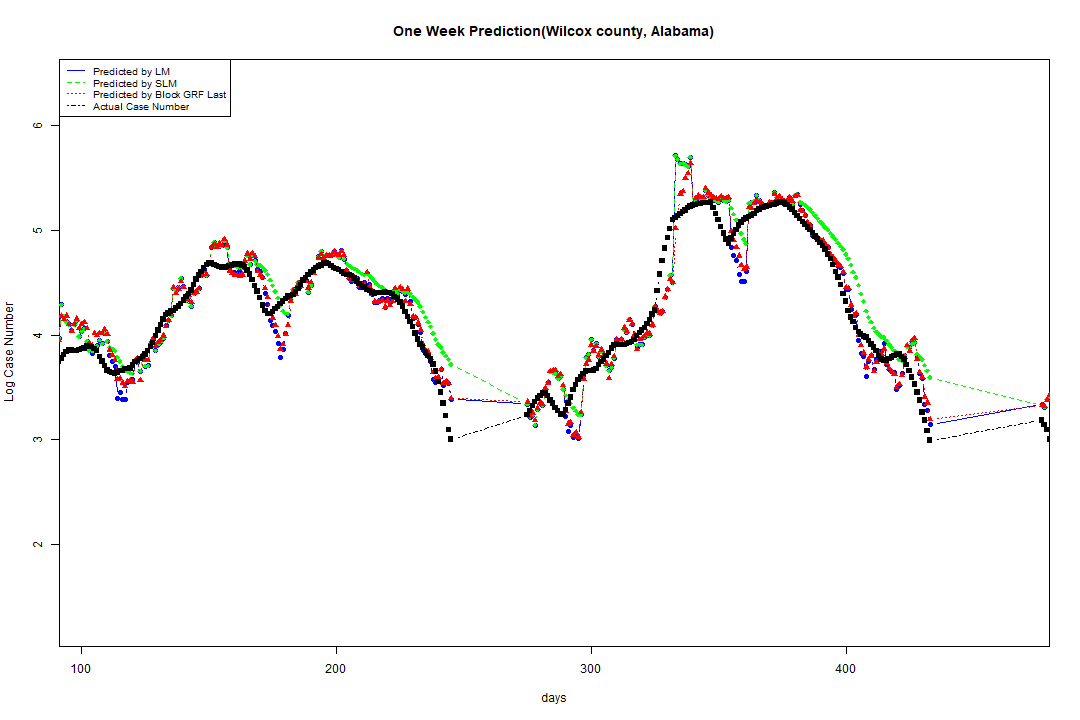 One Week Prediction(Wilcox county, Alabama)
Predicted by LM
Predicted by SLM
Predicted by Block GRF Last
Actual Case Number
Log Case Number
6
5
4
3
2
100 200 300 400
days